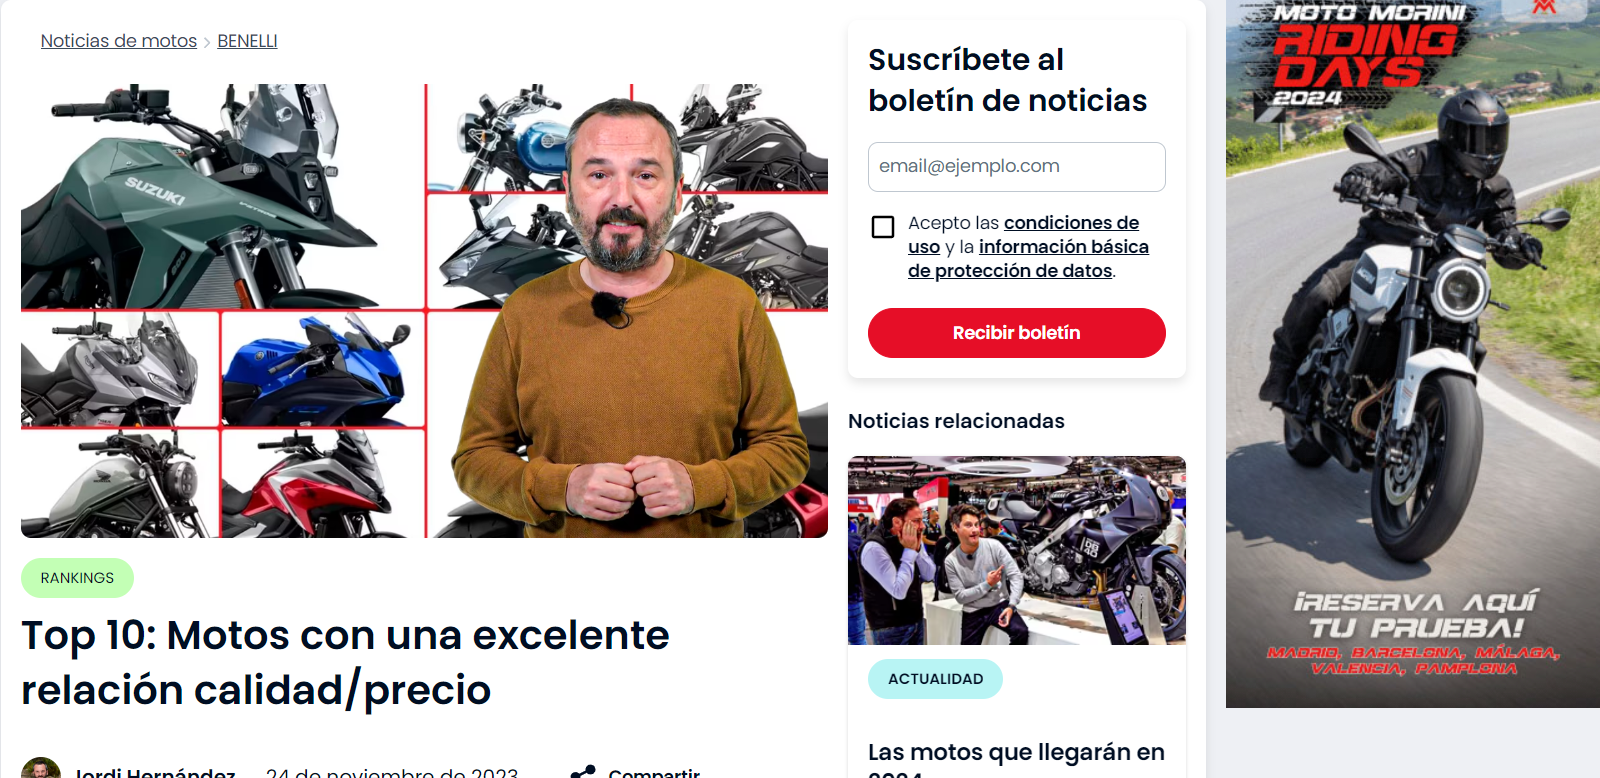 Noticias de motos > BENELLI
SUZUKI
800
RANKINGS
Top 10: Motos con una excelente
relación calidad/precio
Jordi Hernández
24 de noviembre de 2023
Compartir
Suscríbete al
boletín de noticias
email@ejemplo.com
Acepto las condiciones de
uso y la información básica
de protección de datos.
Recibir boletín
Noticias relacionadas
ACTUALIDAD
Las motos que llegarán en
2024
MOTO MORINI
RIDING
DAYS
2024
¡RESERVA AQUÍ
TU PRUEBA!
MADRID, BARCELONA, MÁLAGA,
VALENCIA, PAMPLONA